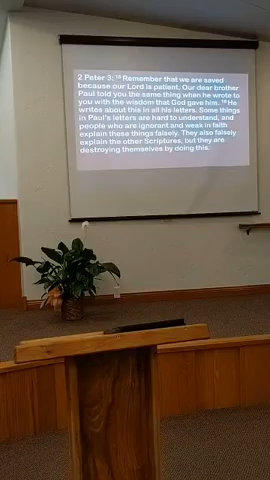 2 Peter 3: 15 Remember that we are saved
because our Lord is patient. Our dear brother
Paul told you the same thing when he wrote to
you with the wisdom that God gave him. 16 He
writes about this in all his letters. Some things
in Paul's letters are hard to understand, and
people who are ignorant and weak in faith
explain these things falsely. They also falsely
explain the other Scriptures, but they are
destroying themselves by doing this.